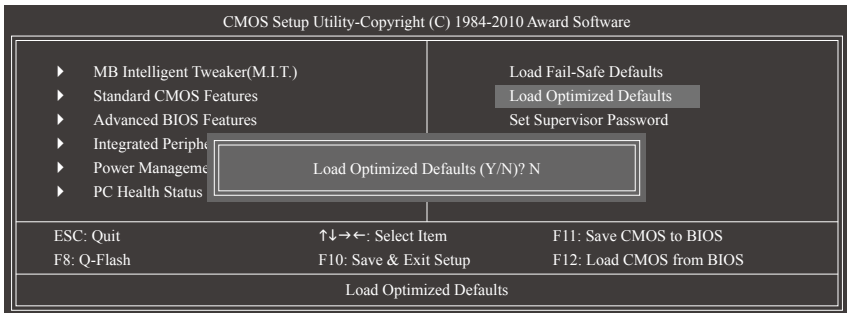 CMOS Setup Utility-Copyright (C) 1984-2010 Award Software
MB Intelligent Tweaker(M.I.T.)
Standard CMOS Features
Advanced BIOS Features
Integrated Periphe
Power Manageme
PC Health Status
Load Fail-Safe Defaults
Load Optimized Defaults
Set Supervisor Password
Load Optimized Defaults (Y/N)? N
ESC: Quit ↑↓→←: Select Item F11: Save CMOS to BIOS
F8: Q-Flash F10: Save & Exit Setup F12: Load CMOS from BIOS
Load Optimized Defaults